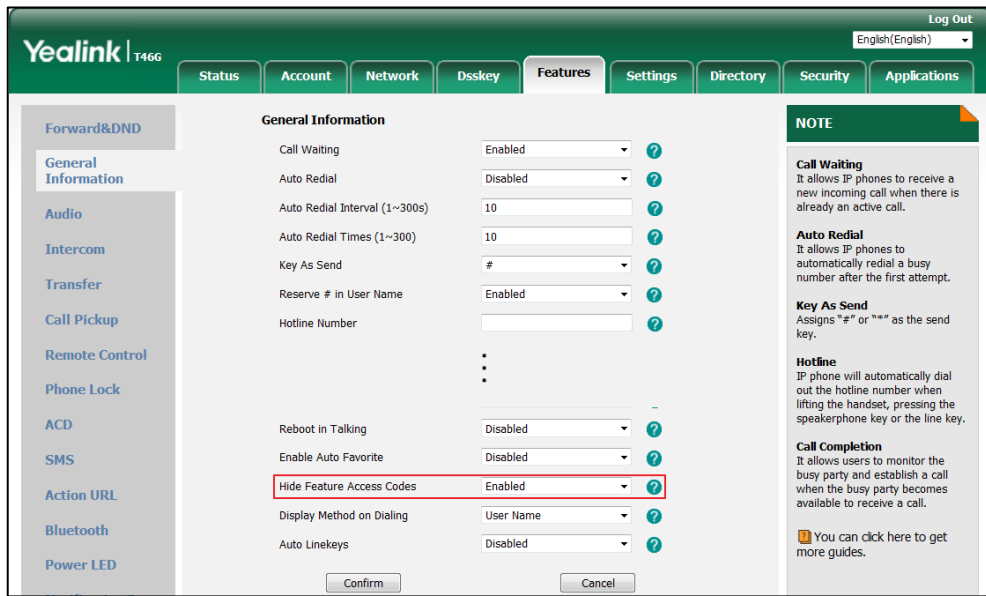 Log Out
English(English)
Yealink T46G
Status Account Network Dsskey Features Settings Directory Security Applications
Forward&DND
General
Information
Audio
Intercom
Transfer
Call Pickup
Remote Control
Phone Lock
ACD
SMS
Action URL
Bluetooth
Power LED
General Information
Call Waiting Enabled ?
Auto Redial Disabled ?
Auto Redial Interval (1~300s) 10 ?
Auto Redial Times (1~300) 10 ?
Key As Send # ?
Reserve # in User Name Enabled ?
Hotline Number ?
Reboot in Talking Disabled ?
Enable Auto Favorite Disabled ?
Hide Feature Access Codes Enabled ?
Display Method on Dialing User Name ?
Auto Linekeys Disabled ?
Confirm Cancel
NOTE
Call Waiting
It allows IP phones to receive a
new incoming call when there is
already an active call.
Auto Redial
It allows IP phones to
automatically redial a busy
number after the first attempt.
Key As Send
Assigns "#" or "*" as the send
key.
Hotline
IP phone will automatically dial
out the hotline number when
lifting the handset, pressing the
speakerphone key or the line key.
Call Completion
It allows users to monitor the
busy party and establish a call
when the busy party becomes
available to receive a call.
? You can click here to get
more guides.